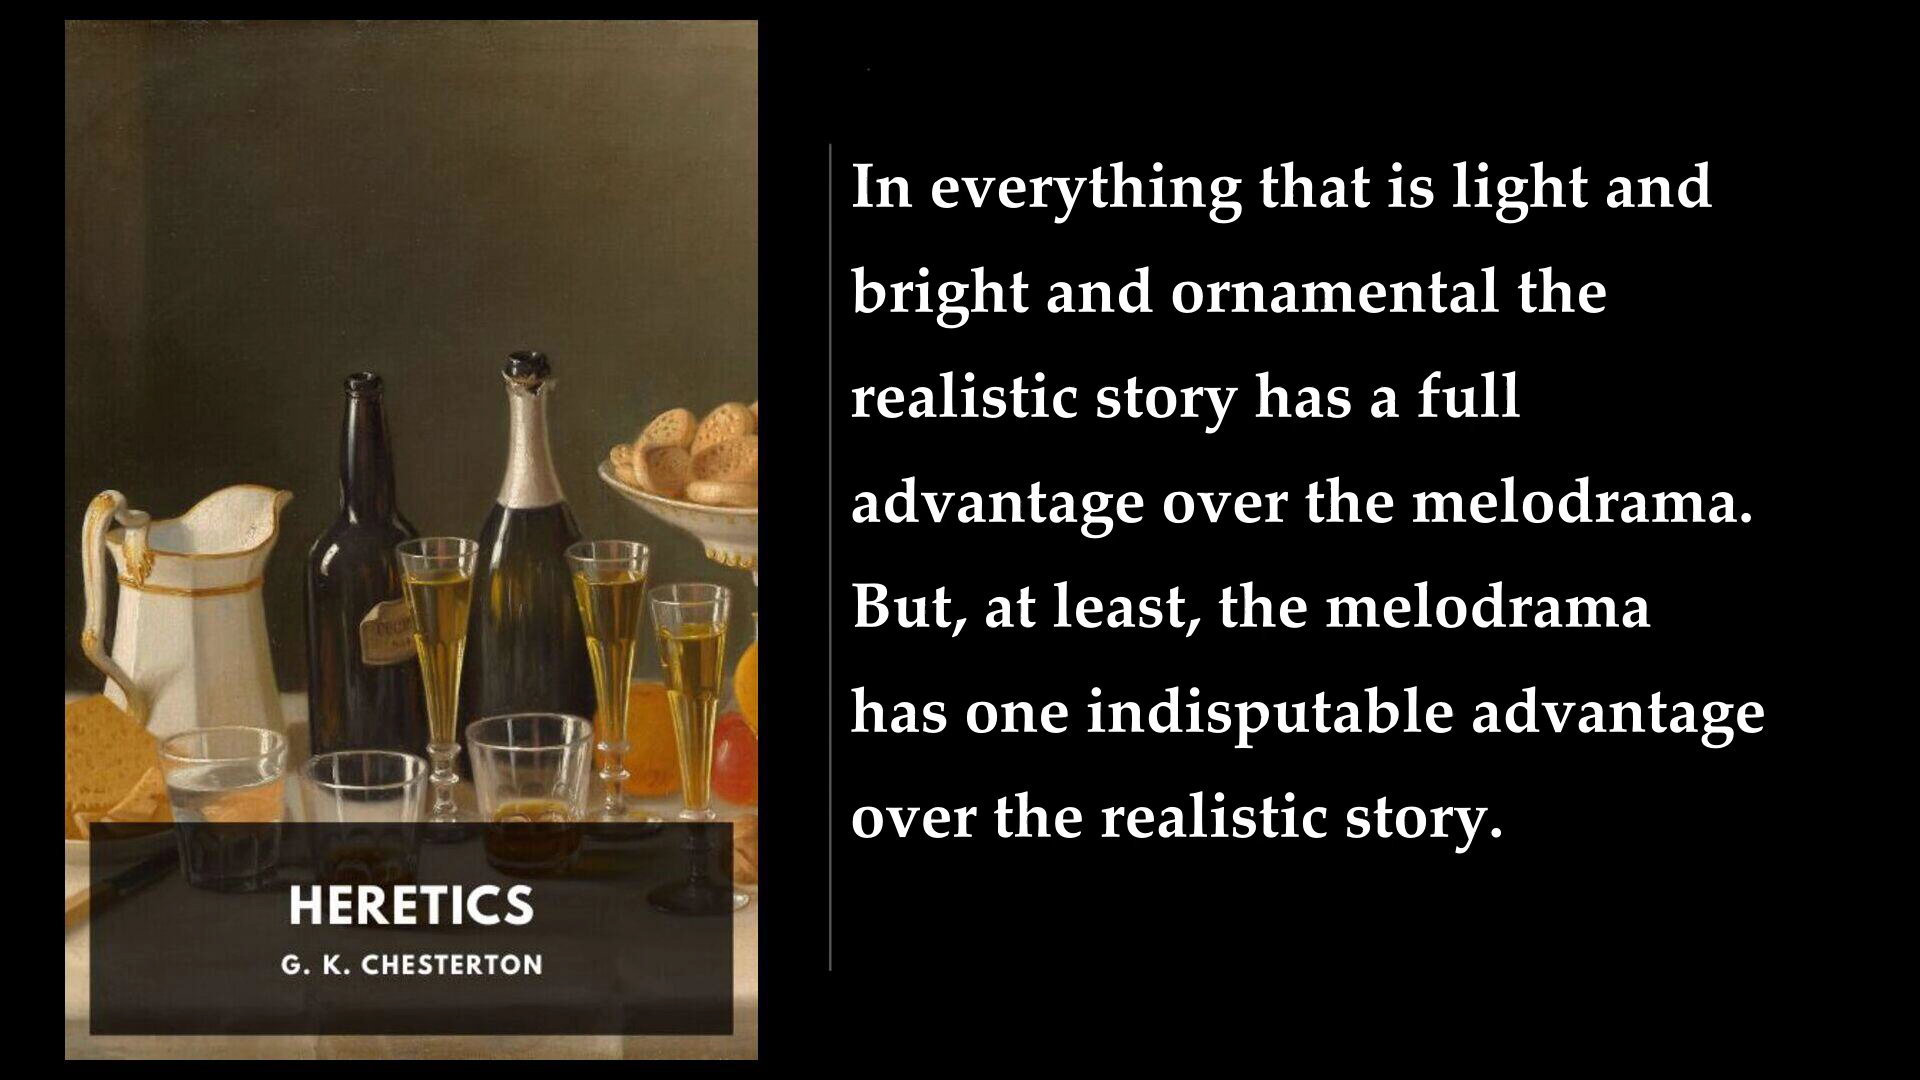 HERETICS
G. K. CHESTERTON
In everything that is light and
bright and ornamental the
realistic story has a full
advantage over the melodrama.
But, at least, the melodrama
has one indisputable advantage
over the realistic story.